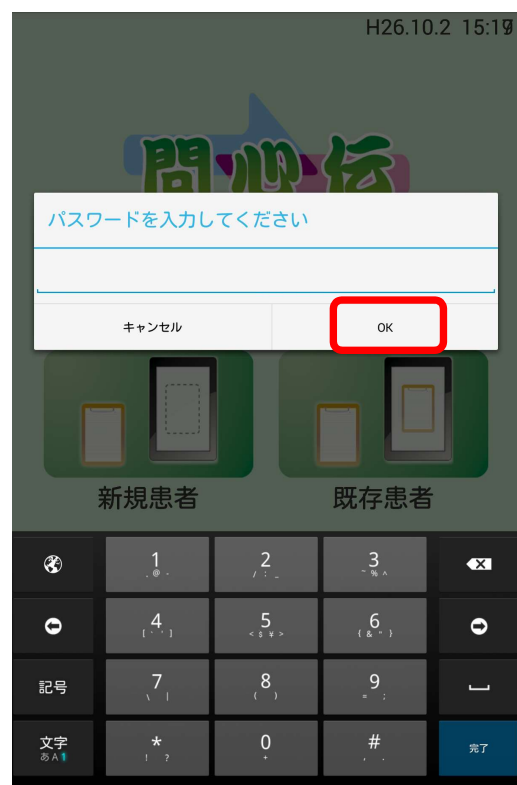 H26.10.2 15:19
問心伝
パスワードを入力してください
キャンセル
OK
新規患者
既存患者
1
. @ -
2
/ : _
3
~ % ^
4
[ ` ' ]
5
< $ ¥ >
6
( & " )
記号
7
\ |
8
( )
9
= ;
文字
あA1
*
! ?
0
+
#
, .
完了